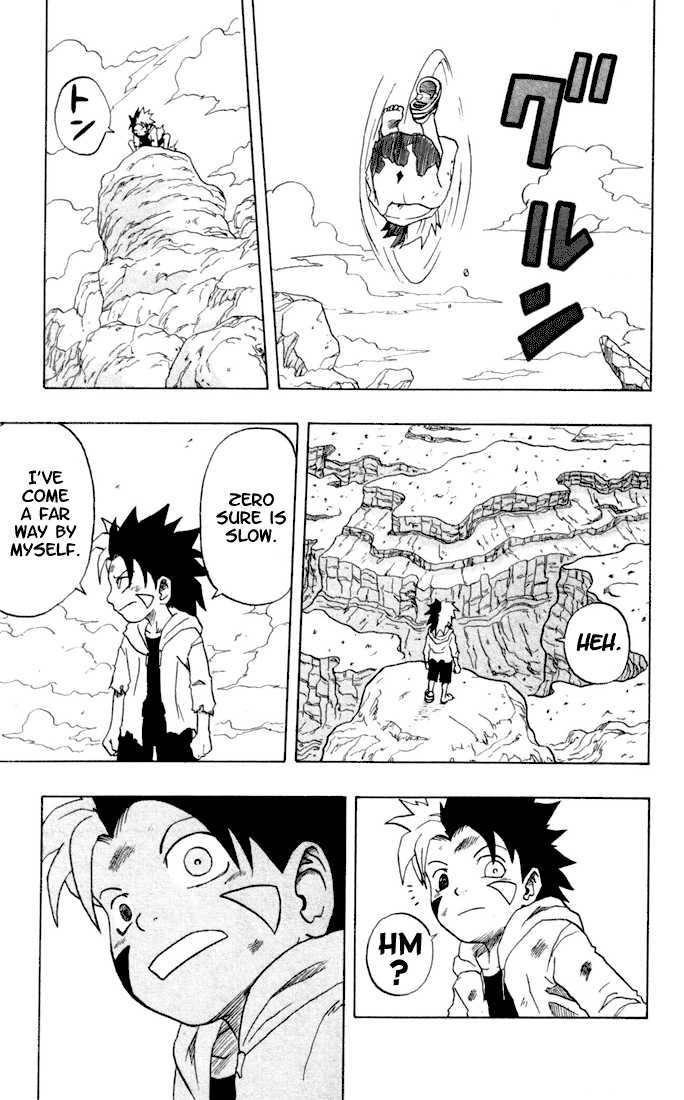 グルン
トン
HEH.
ZERO
SURE IS
SLOW.
I'VE
COME
A FAR
WAY BY
MYSELF.
HM
?